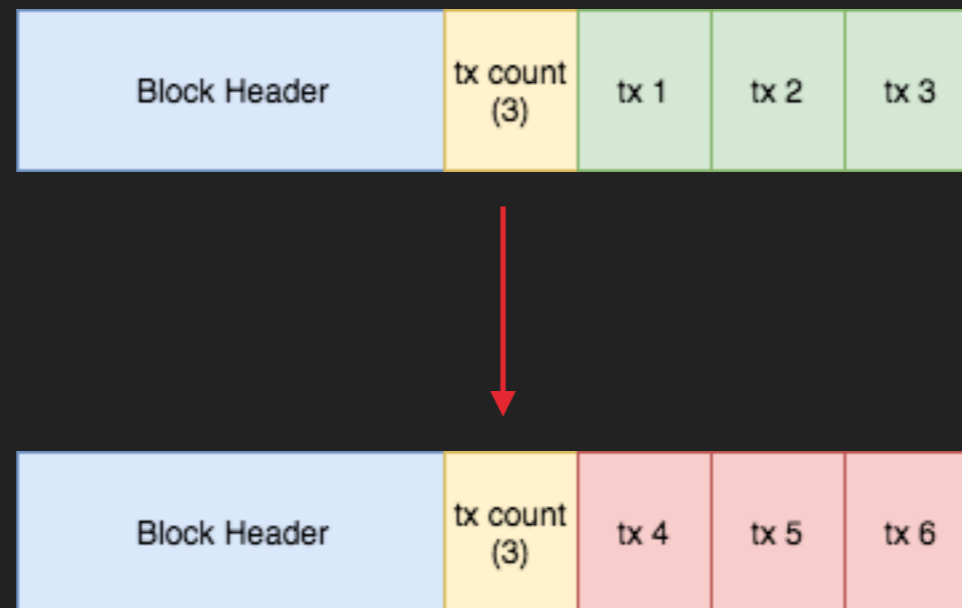 Block Header
tx count
(3)
tx 1
tx 2
tx 3
Block Header
tx count
(3)
tx 4
tx 5
tx 6